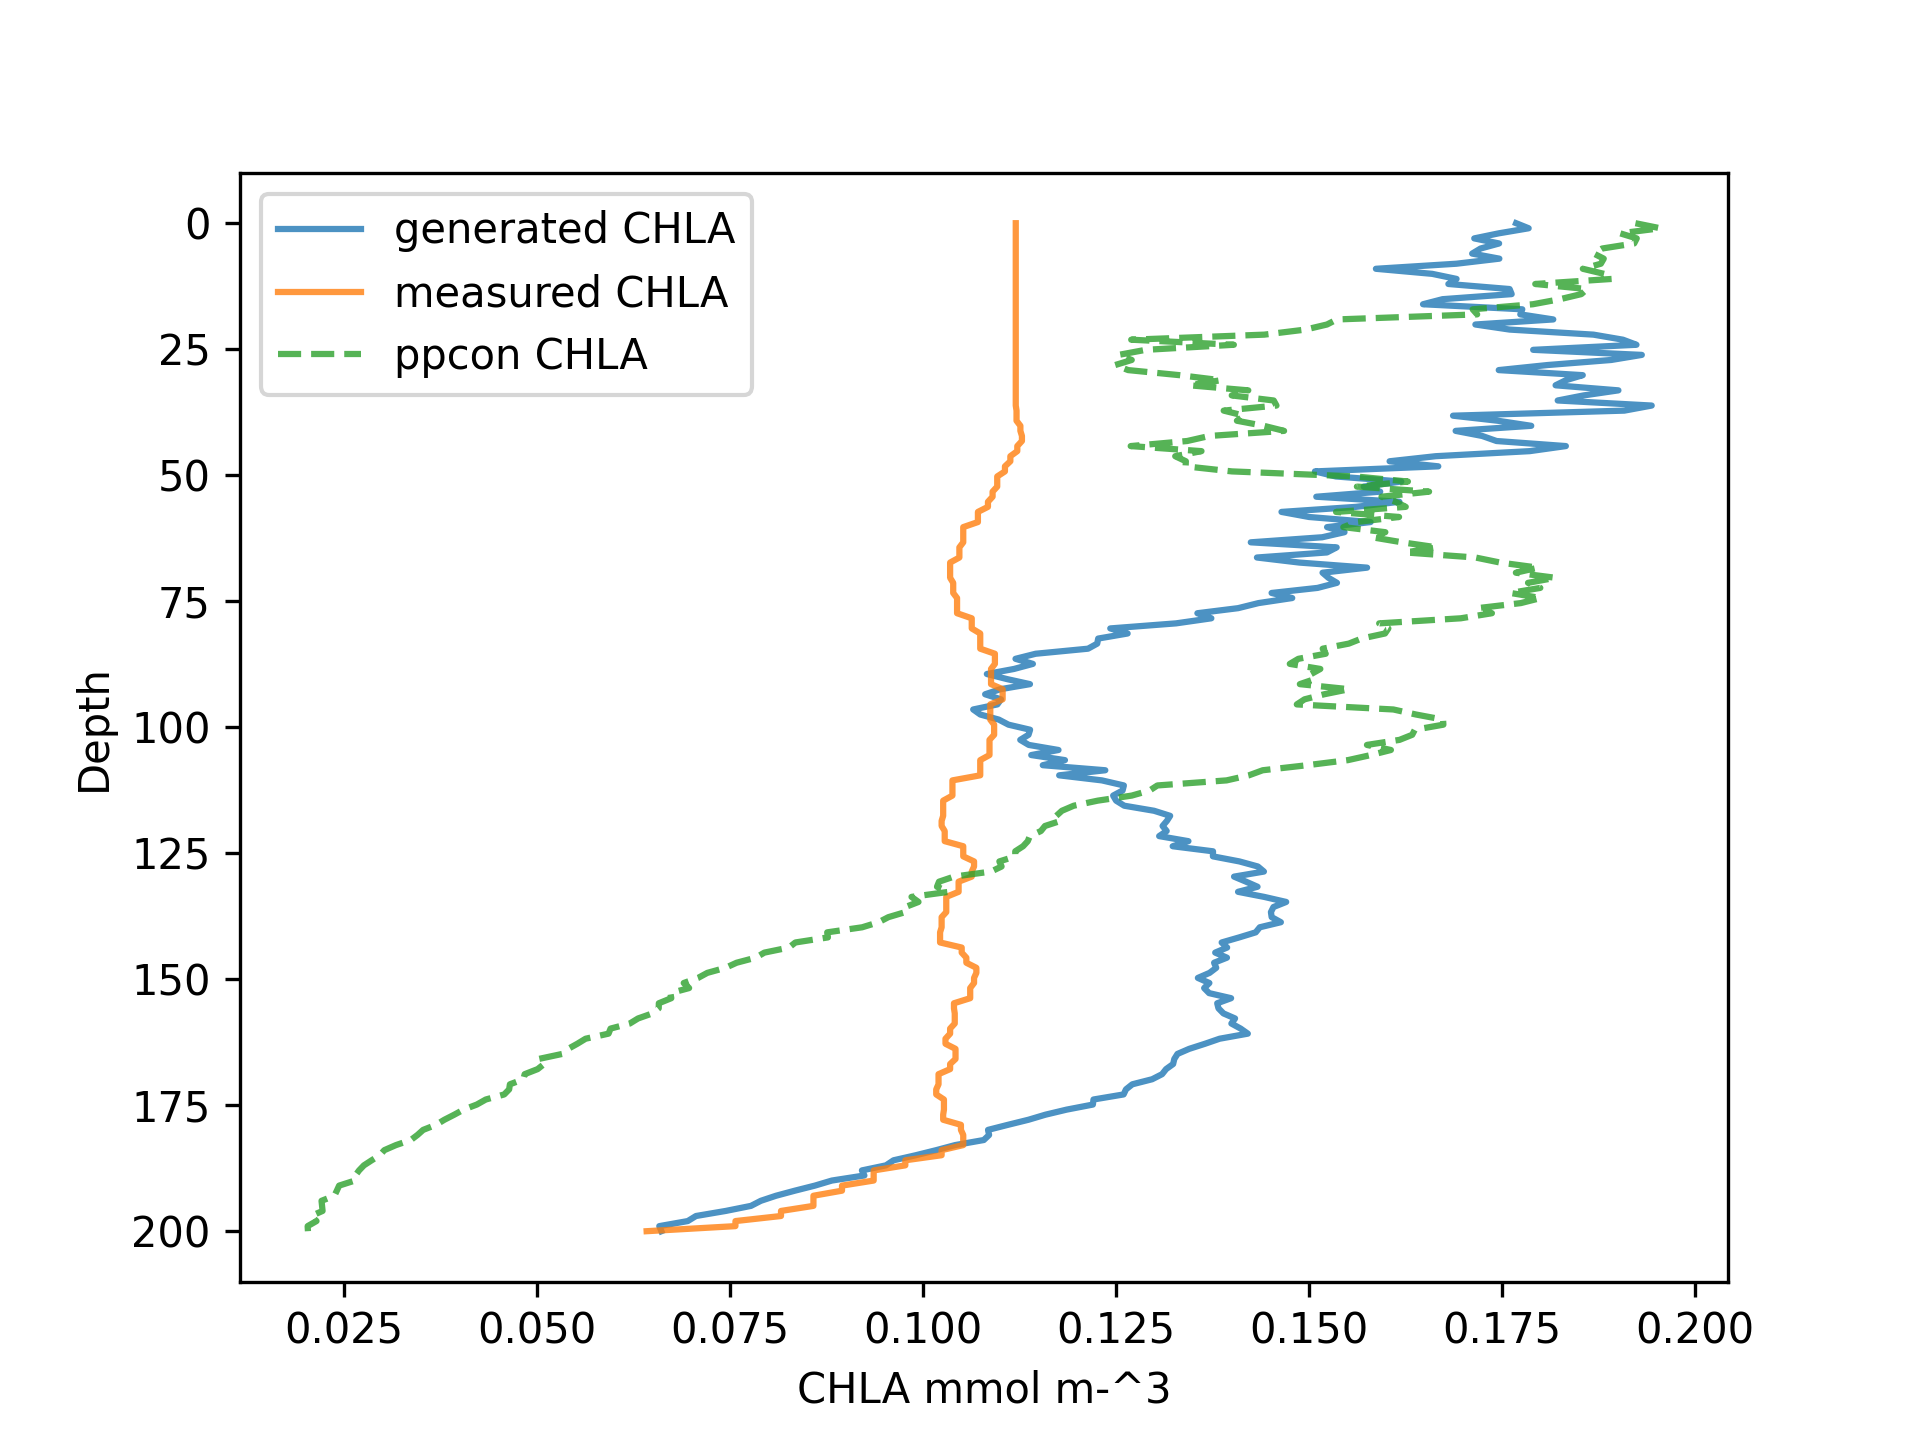 generated CHLA
measured CHLA
ppcon CHLA
0
25
50
75
100
125
150
175
200
Depth
0.025 0.050 0.075 0.100 0.125 0.150 0.175 0.200
CHLA mmol m-^3